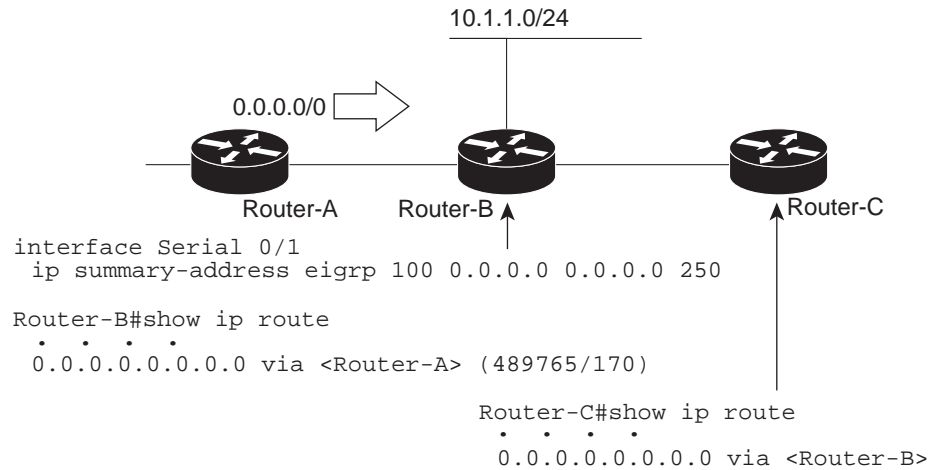 10.1.1.0/24
0.0.0.0/0
Router-A
Router-B
Router-C
interface Serial 0/1
ip summary-address eigrp 100 0.0.0.0 0.0.0.0 250
Router-B#show ip route
. . . .
0.0.0.0.0.0.0.0 via <Router-A> (489765/170)
Router-C#show ip route
. . . .
0.0.0.0.0.0.0.0 via <Router-B>